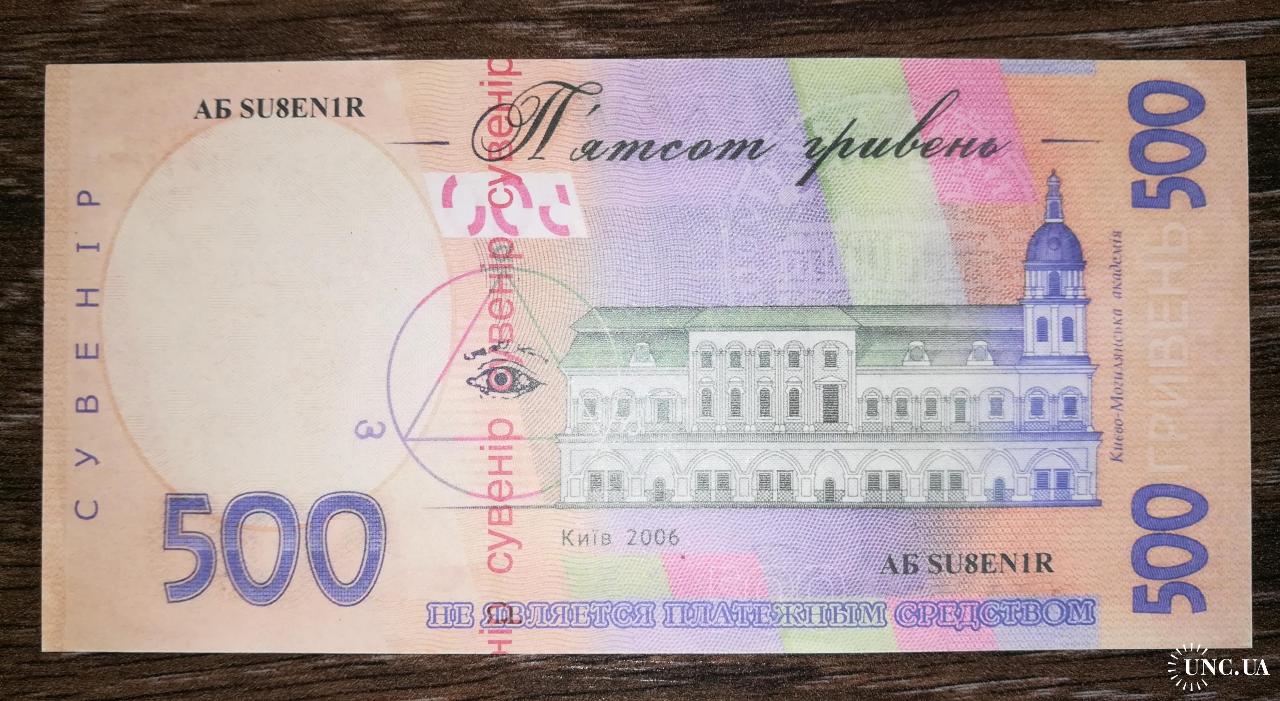 АБ SU8EN1R
П'ятсот гривень
500
СУВЕНІР
сувенір
сувенір
сувенір
сувенір
500
Києво-Могилянська академія
500 ГРИВЕНЬ 500
Київ 2006
АБ SU8EN1R
НЕ ЯВЛЯЕТСЯ ПЛАТЕЖНЫМ СРЕДСТВОМ
UNC.UA